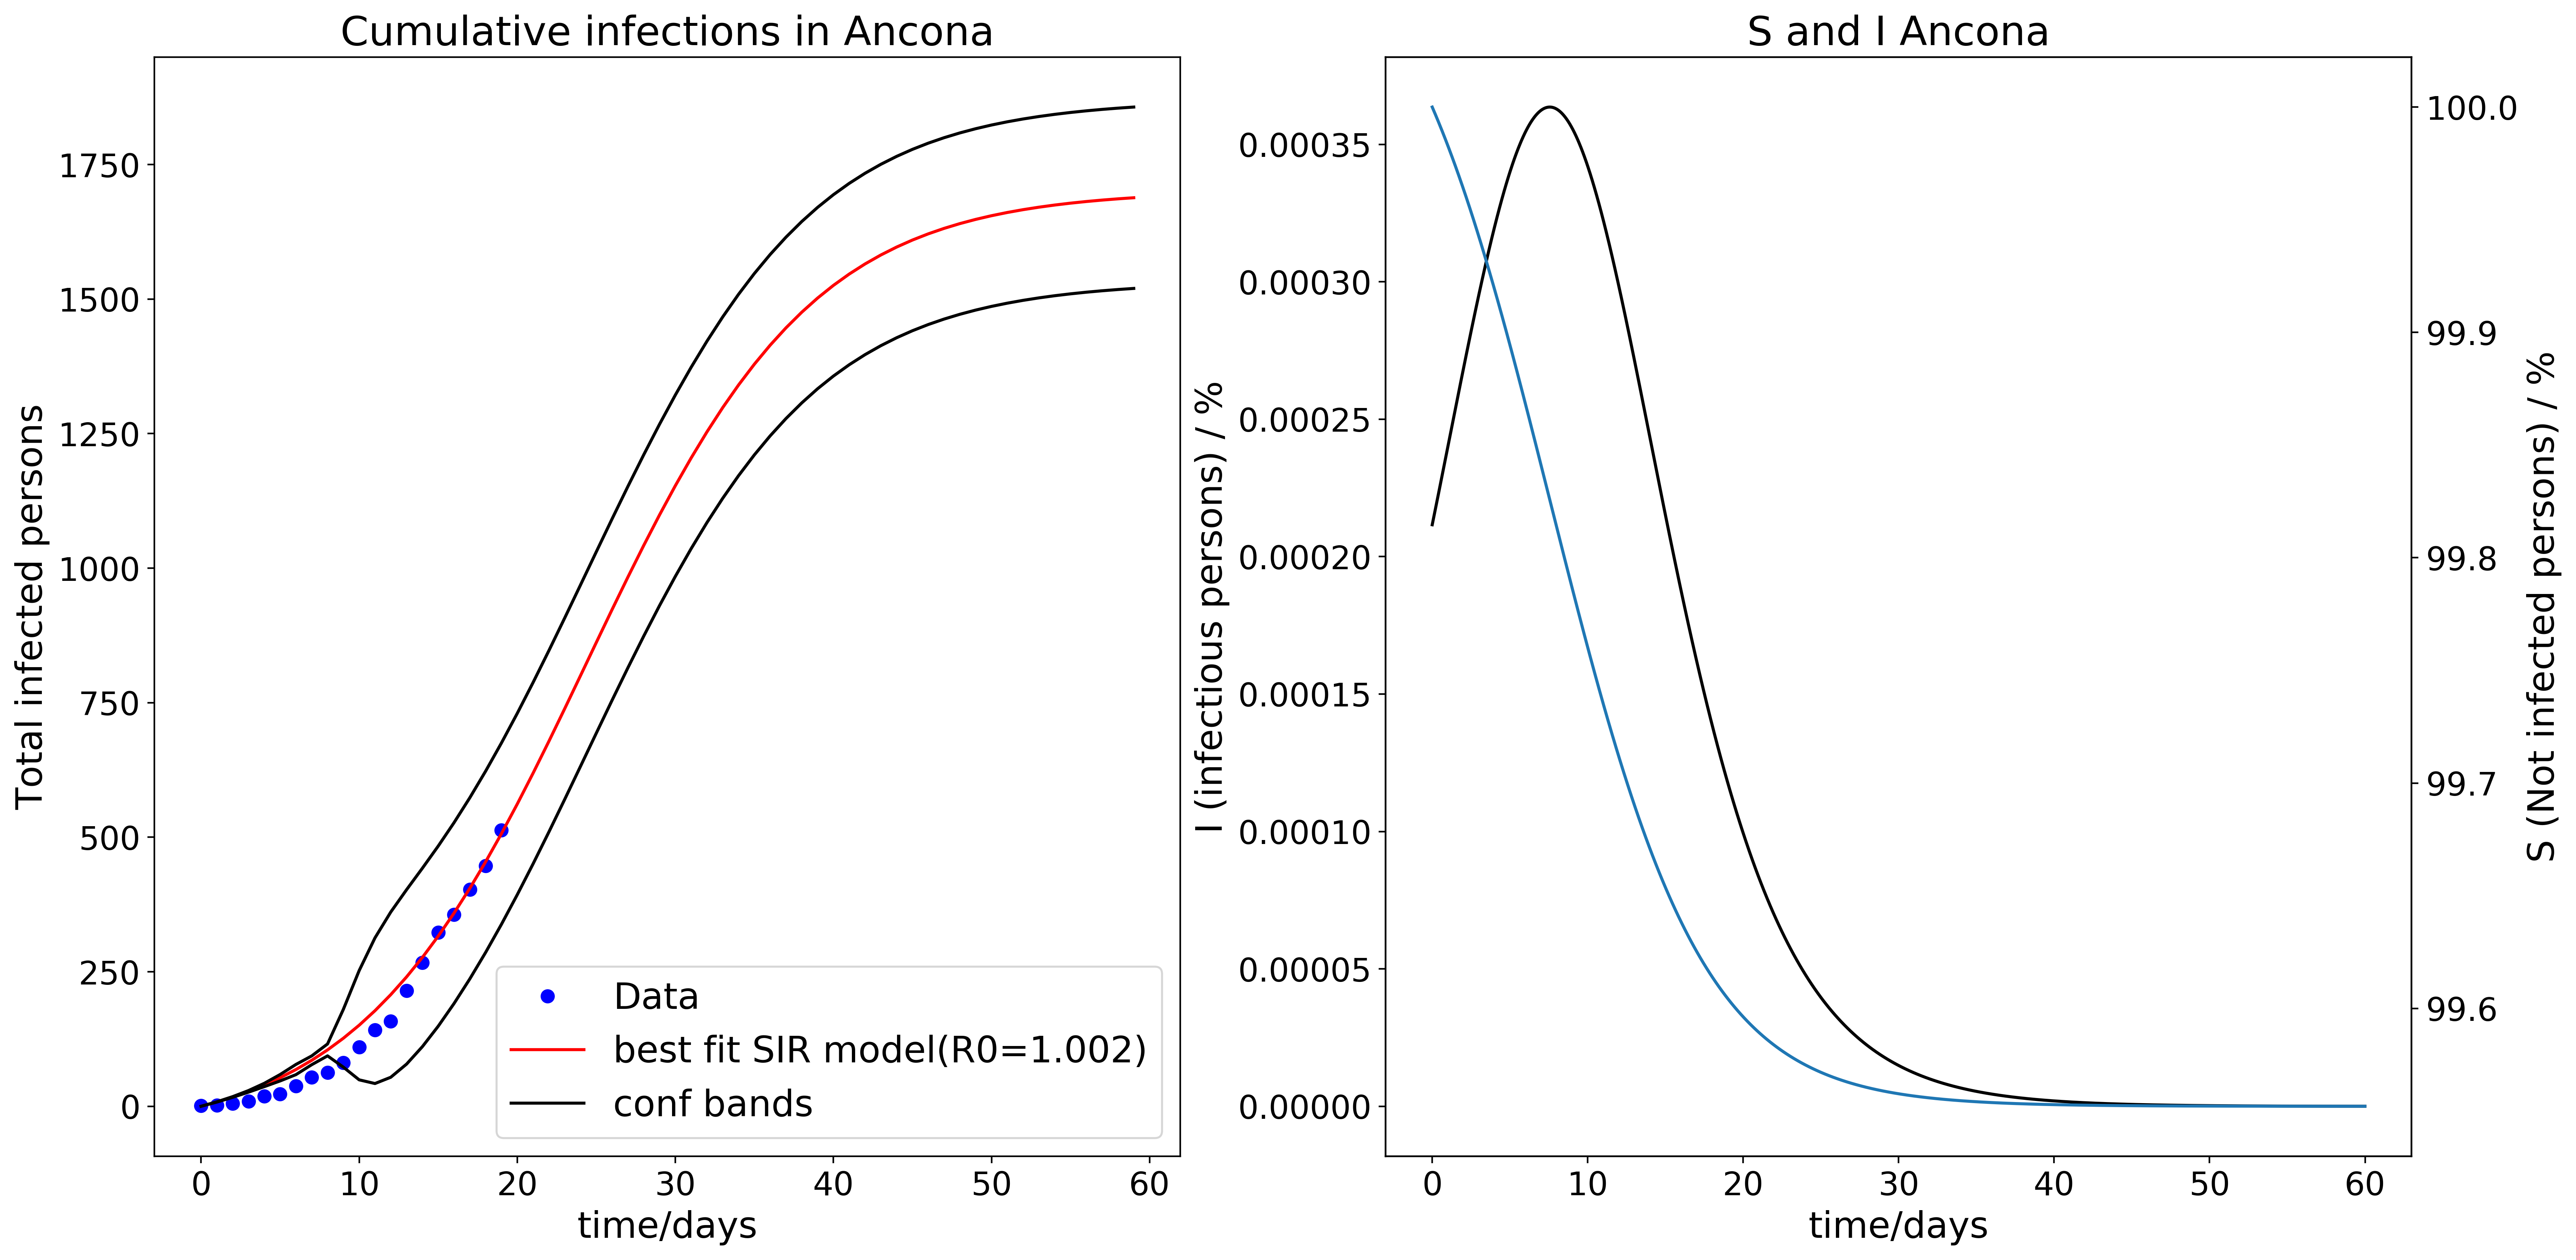 Cumulative infections in Ancona
Total infected persons
1750
1500
1250
1000
750
500
250
0
0 10 20 30 40 50 60
time/days
Data
best fit SIR model(R0=1.002)
conf bands
S and I Ancona
I (infectious persons) / %
0.00035
0.00030
0.00025
0.00020
0.00015
0.00010
0.00005
0.00000
0 10 20 30 40 50 60
time/days
100.0
99.9
99.8
99.7
99.6
S (Not infected persons) / %